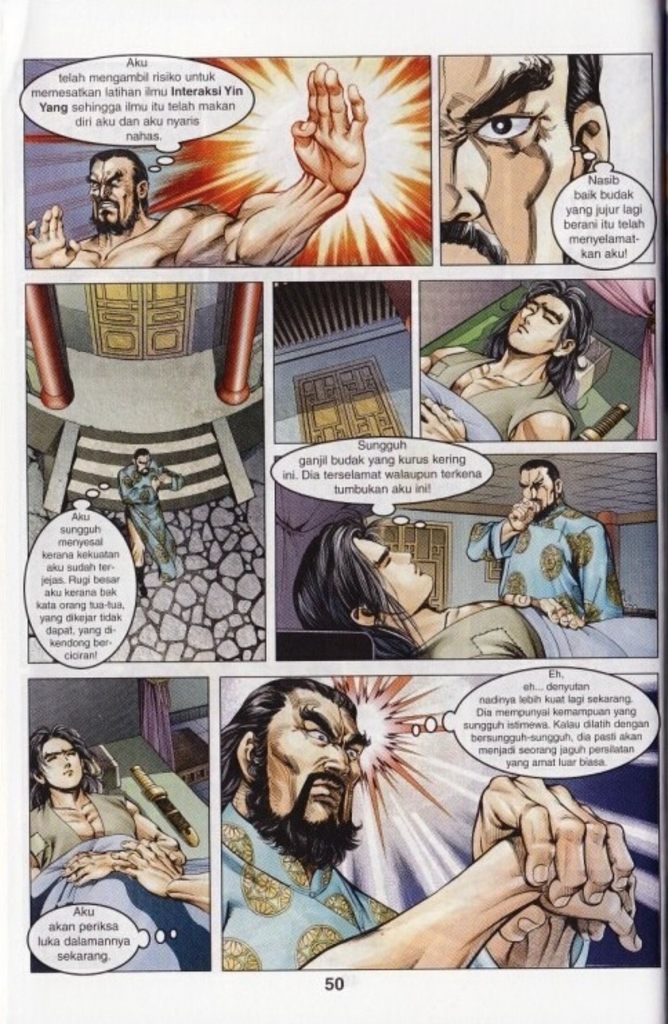 Aku
telah mengambil risiko untuk
memesatkan latihan ilmu Interaksi Yin
Yang sehingga ilmu itu telah makan
diri aku dan aku nyaris
nahas.
Nasib
baik budak
yang jujur lagi
berani itu telah
menyelamat-
kan aku!
Aku
sungguh
menyesal
kerana kekuatan
aku sudah ter-
jejas. Rugi besar
aku kerana bak
kata orang tua-tua,
yang dikejar tidak
dapat, yang di-
kendong ber-
ciciran!
Sungguh
ganjil budak yang kurus kering
ini. Dia terselamat walaupun terkena
tumbukan aku ini!
Aku
akan periksa
luka dalamannya
sekarang.
Eh,
eh... denyutan
nadinya lebih kuat lagi sekarang.
Dia mempunyai kemampuan yang
sungguh istimewa. Kalau dilatih dengan
bersungguh-sungguh, dia pasti akan
menjadi seorang jaguh persilatan
yang amat luar biasa.
50